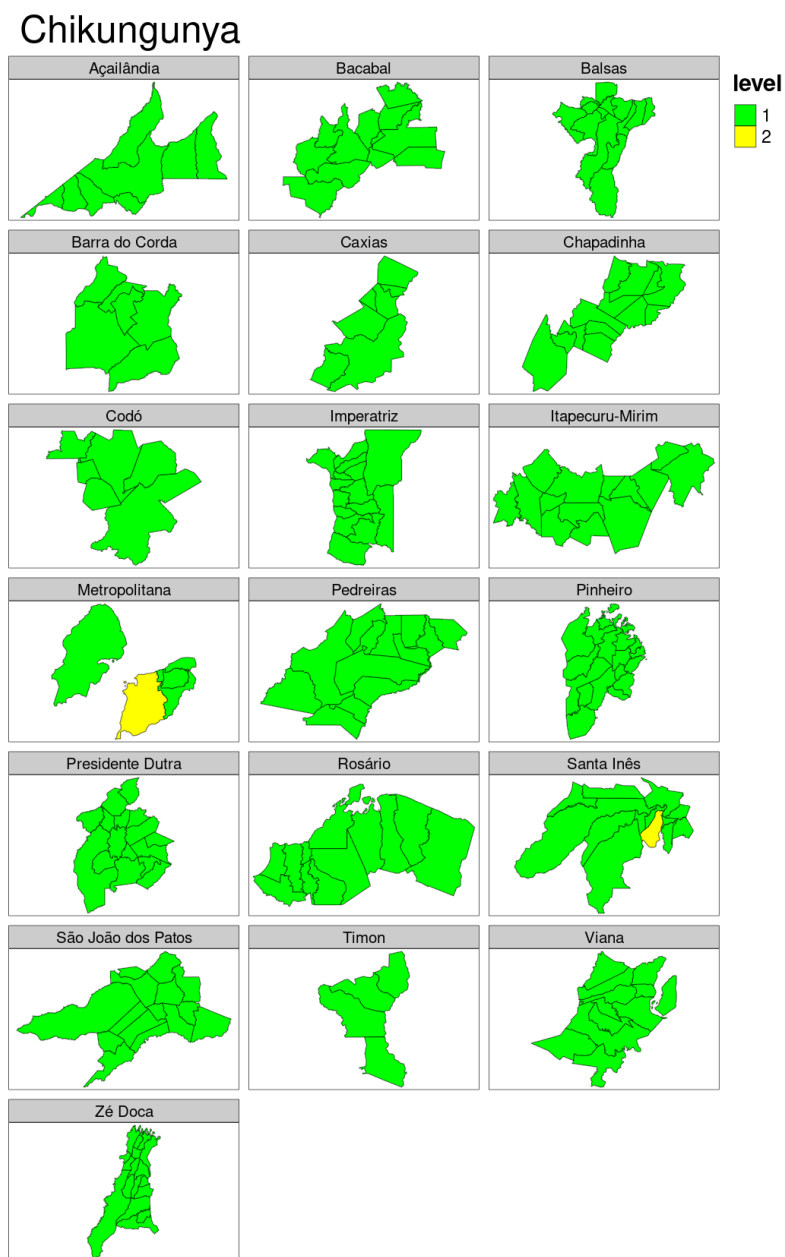 Chikungunya
Açailândia
Bacabal
Balsas
level
1
2
Barra do Corda
Caxias
Chapadinha
Codó
Imperatriz
Itapecuru-Mirim
Metropolitana
Pedreiras
Pinheiro
Presidente Dutra
Rosário
Santa Inês
São João dos Patos
Timon
Viana
Zé Doca